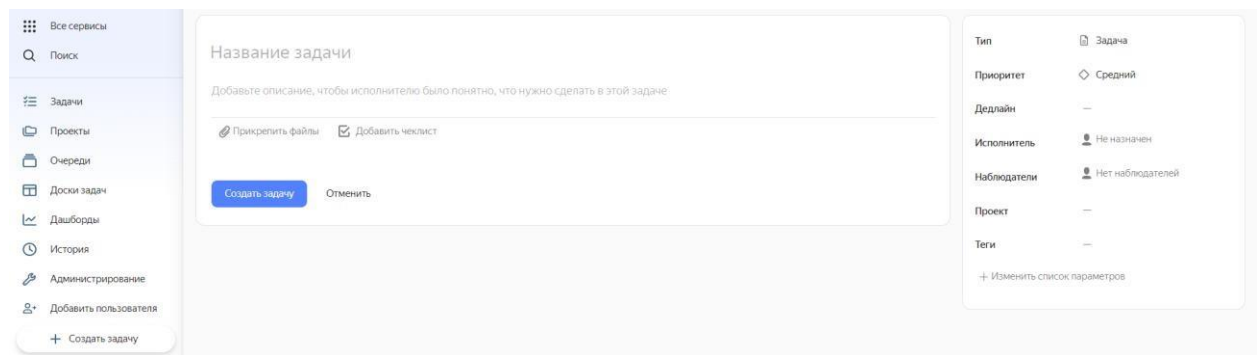 Все сервисы
Поиск
Задачи
Проекты
Очереди
Доски задач
Дашборды
История
Администрирование
Добавить пользователя
+ Создать задачу
Название задачи
Добавьте описание, чтобы исполнителю было понятно, что нужно сделать в этой задаче
Прикрепить файлы Добавить чеклист
Создать задачу Отменить
Тип Задача
Приоритет Средний
Дедлайн —
Исполнитель Не назначен
Наблюдатели Нет наблюдателей
Проект —
Теги —
+ Изменить список параметров